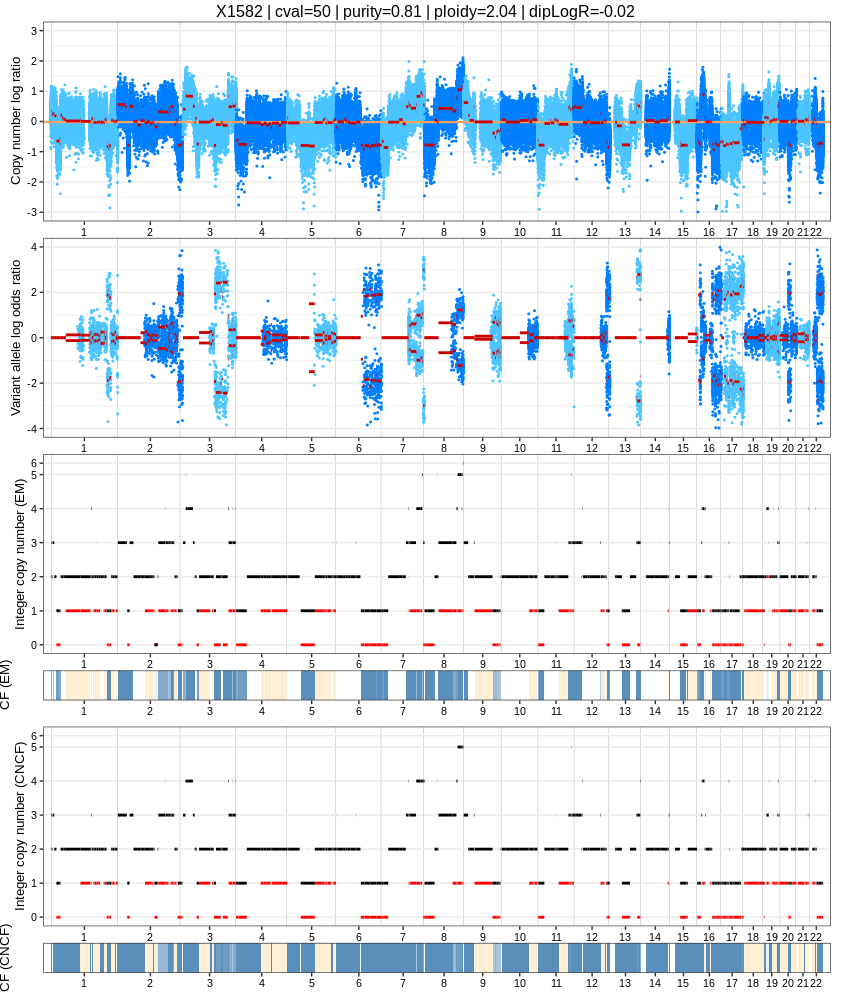 X1582 | cval=50 | purity=0.81 | ploidy=2.04 | dipLogR=-0.02
Copy number log ratio
3
2
1
0
-1
-2
-3
1 2 3 4 5 6 7 8 9 10 11 12 13 14 15 16 17 18 19 20 21 22
Variant allele log odds ratio
4
2
0
-2
-4
1 2 3 4 5 6 7 8 9 10 11 12 13 14 15 16 17 18 19 20 21 22
Integer copy number (EM)
6
5
4
3
2
1
0
1 2 3 4 5 6 7 8 9 10 11 12 13 14 15 16 17 18 19 20 21 22
CF (EM)
1 2 3 4 5 6 7 8 9 10 11 12 13 14 15 16 17 18 19 20 21 22
Integer copy number (CNCF)
6
5
4
3
2
1
0
1 2 3 4 5 6 7 8 9 10 11 12 13 14 15 16 17 18 19 20 21 22
CF (CNCF)
1 2 3 4 5 6 7 8 9 10 11 12 13 14 15 16 17 18 19 20 21 22